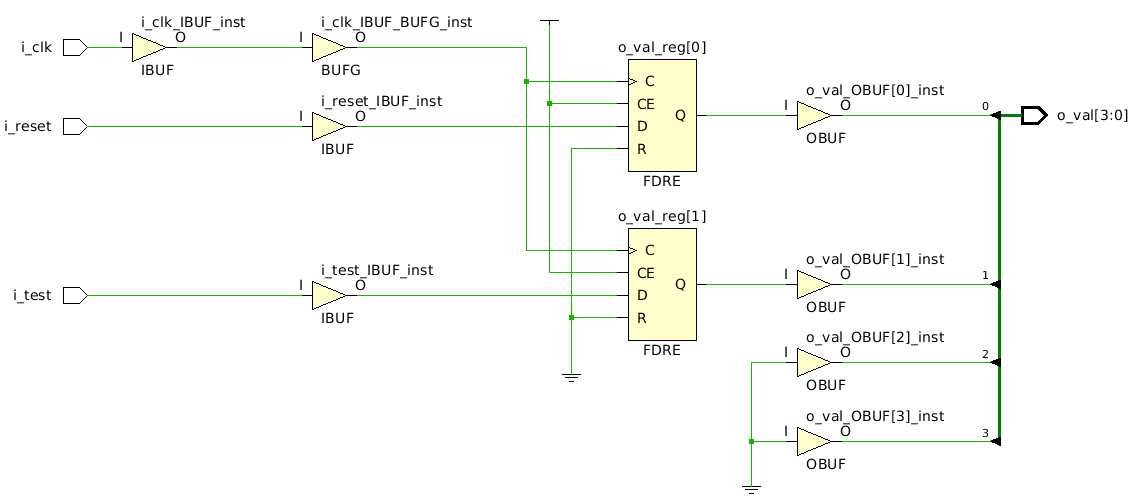 i_clk
I
i_clk_IBUF_inst
O
IBUF
I
i_clk_IBUF_BUFG_inst
O
BUFG
i_reset
I
i_reset_IBUF_inst
O
IBUF
i_test
I
i_test_IBUF_inst
O
IBUF
o_val_reg[0]
C
CE
D
R
Q
FDRE
o_val_reg[1]
C
CE
D
R
Q
FDRE
o_val_OBUF[0]_inst
I
O
OBUF
0
o_val[3:0]
o_val_OBUF[1]_inst
I
O
OBUF
1
o_val_OBUF[2]_inst
I
O
OBUF
2
o_val_OBUF[3]_inst
I
O
OBUF
3